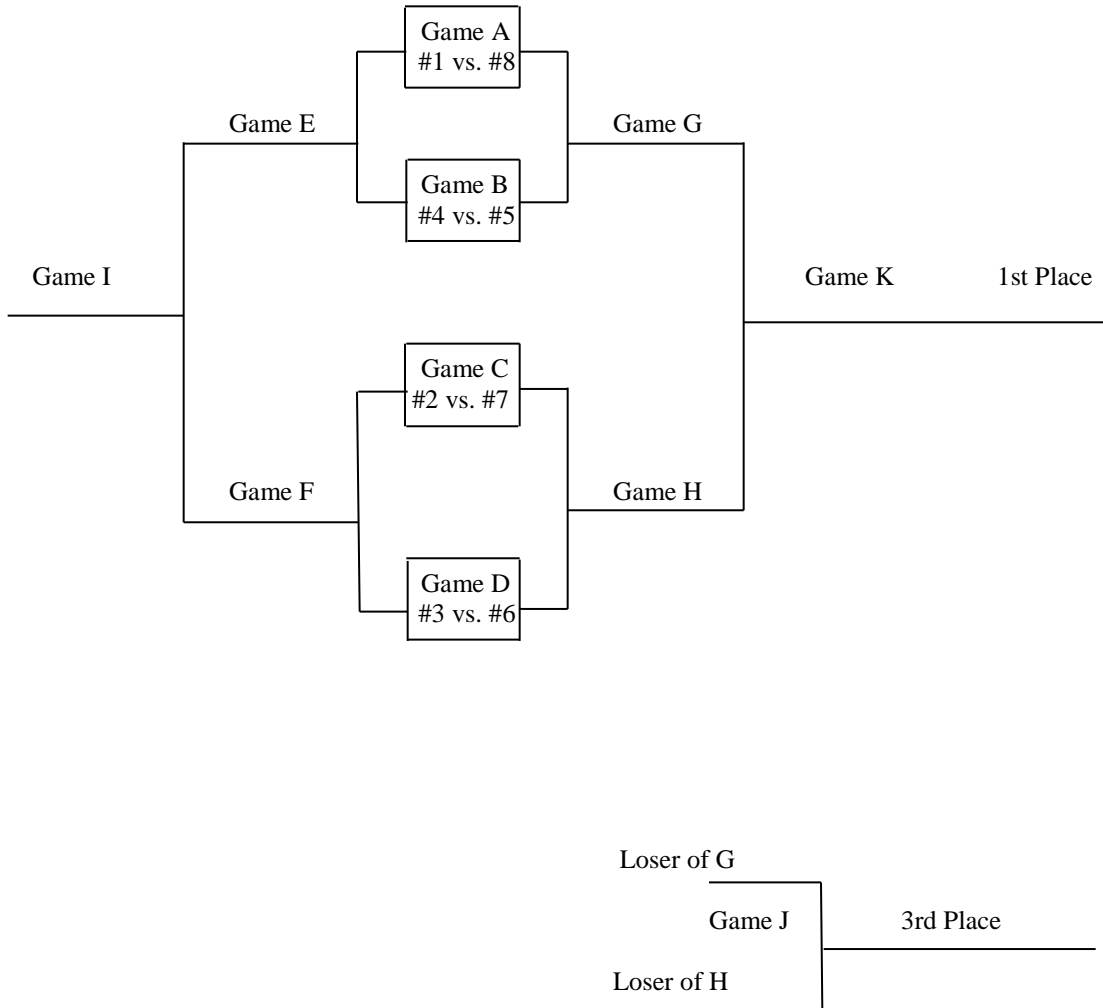 Game A
#1 vs. #8
Game E
Game G
Game B
#4 vs. #5
Game I
Game K
1st Place
Game C
#2 vs. #7
Game F
Game H
Game D
#3 vs. #6
Loser of G
Game J
3rd Place
Loser of H